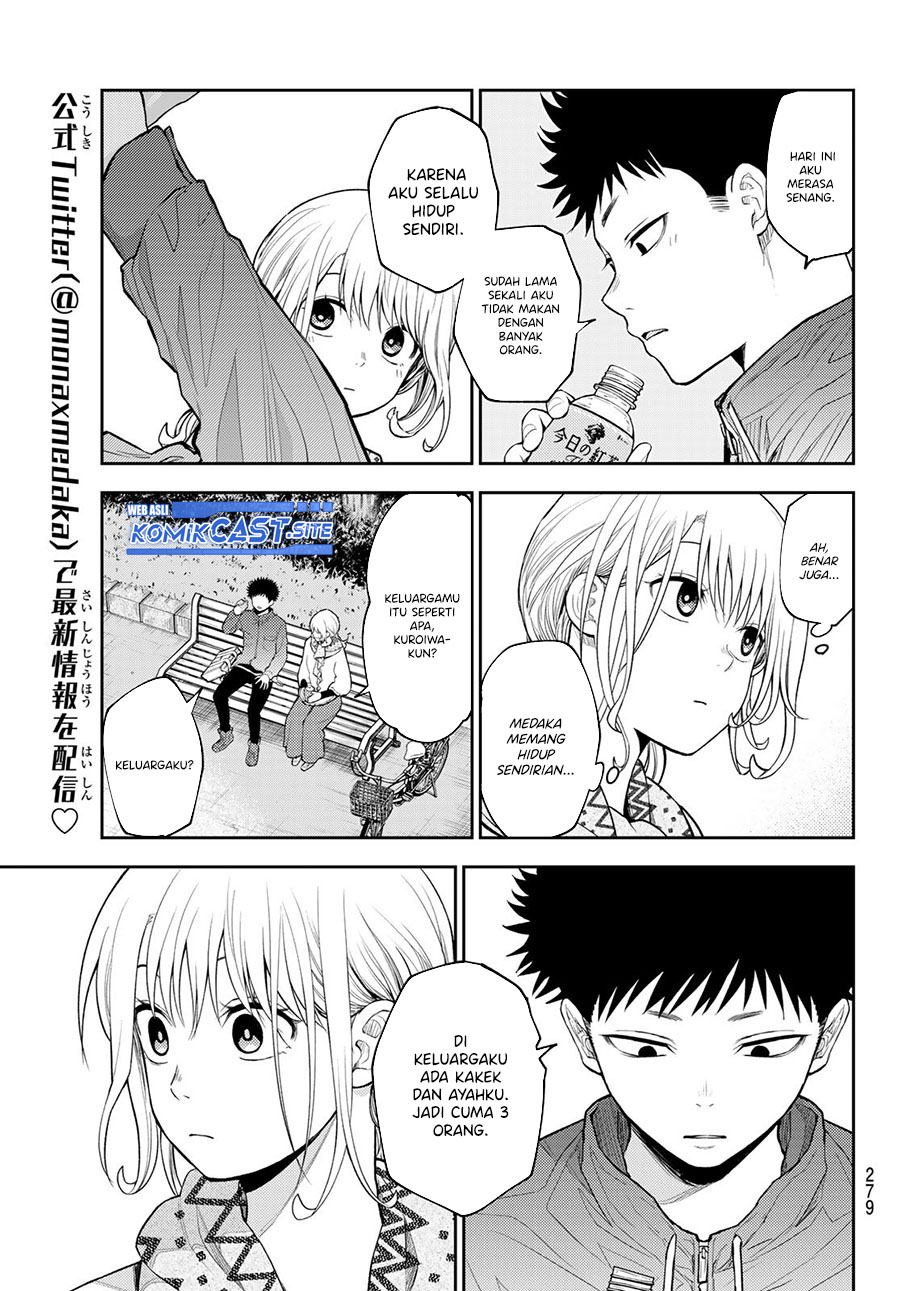 HARI INI
AKU
MERASA
SENANG.
SUDAH LAMA
SEKALI AKU
TIDAK MAKAN
DENGAN
BANYAK
ORANG.
今日の紅茶
KARENA
AKU SELALU
HIDUP
SENDIRI.
AH,
BENAR
JUGA...
MEDAKA
MEMANG
HIDUP
SENDIRIAN...
WEB ASLI
KOMIKCAST.SITE
KELUARGAMU
ITU SEPERTI
APA,
KUROIWA-
KUN?
KELUARGAKU?
DI
KELUARGAKU
ADA KAKEK
DAN AYAHKU.
JADI CUMA 3
ORANG.
公式Twitter(@monaxmedaka)で最新情報を配信♡
こうしき
さいしんじょうほう
はいしん
279